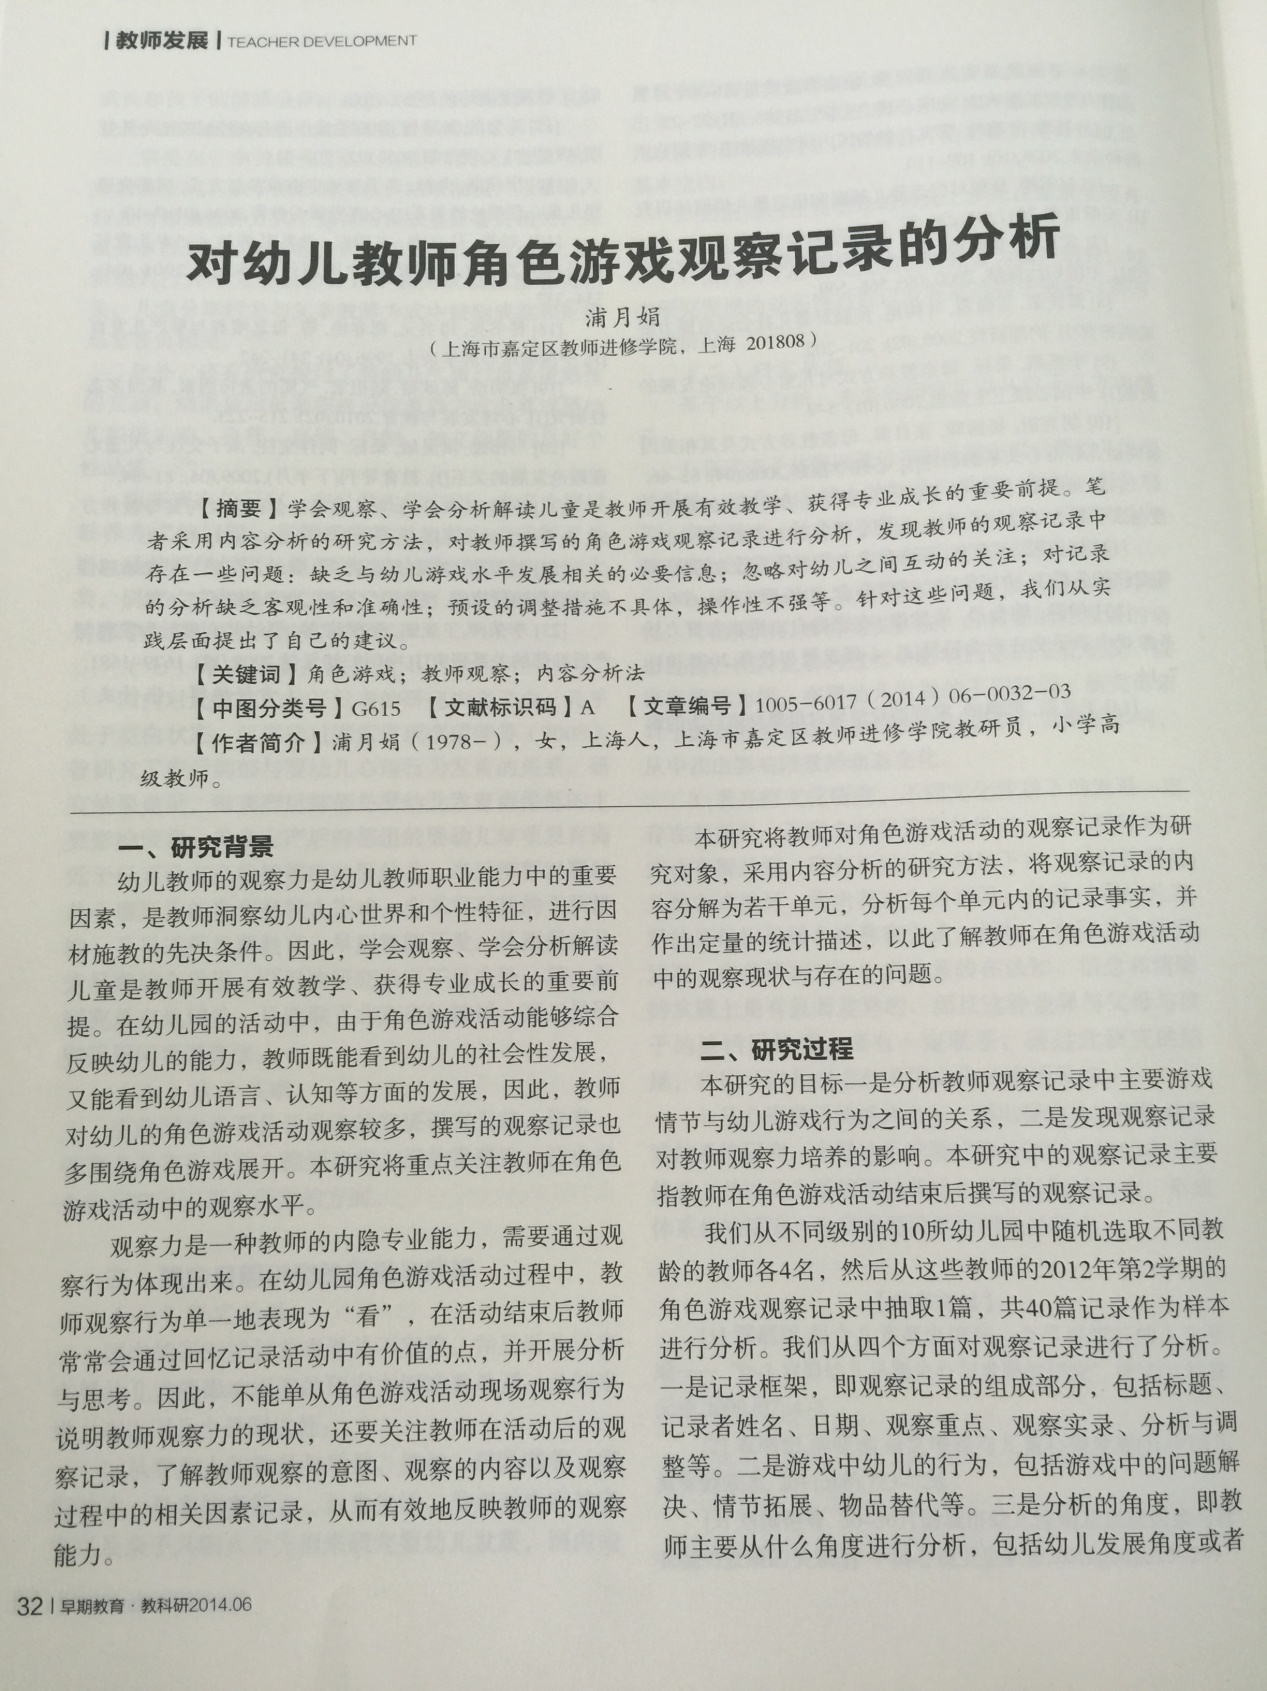 教师发展 TEACHER DEVELOPMENT
对幼儿教师角色游戏观察记录的分析
浦月娟
（上海市嘉定区教师进修学院，上海 201808）
【摘要】学会观察、学会分析解读儿童是教师开展有效教学、获得专业成长的重要前提。笔
者采用内容分析的研究方法，对教师撰写的角色游戏观察记录进行分析，发现教师的观察记录中
存在一些问题：缺乏与幼儿游戏水平发展相关的必要信息；忽略对幼儿之间互动的关注；对记录
的分析缺乏客观性和准确性；预设的调整措施不具体，操作性不强等。针对这些问题，我们从实
践层面提出了自己的建议。
【关键词】角色游戏；教师观察；内容分析法
【中图分类号】G615 【文献标识码】A 【文章编号】1005-6017（2014）06-0032-03
【作者简介】浦月娟（1978-），女，上海人，上海市嘉定区教师进修学院教研员，小学高
级教师。
一、研究背景
幼儿教师的观察力是幼儿教师职业能力中的重要
因素，是教师洞察幼儿内心世界和个性特征，进行因
材施教的先决条件。因此，学会观察、学会分析解读
儿童是教师开展有效教学、获得专业成长的重要前
提。在幼儿园的活动中，由于角色游戏活动能够综合
反映幼儿的能力，教师既能看到幼儿的社会性发展，
又能看到幼儿语言、认知等方面的发展，因此，教师
对幼儿的角色游戏活动观察较多，撰写的观察记录也
多围绕角色游戏展开。本研究将重点关注教师在角色
游戏活动中的观察水平。
观察力是一种教师的内隐专业能力，需要通过观
察行为体现出来。在幼儿园角色游戏活动过程中，教
师观察行为单一地表现为“看”，在活动结束后教师
常常会通过回忆记录活动中有价值的点，并开展分析
与思考。因此，不能单从角色游戏活动现场观察行为
说明教师观察力的现状，还要关注教师在活动后的观
察记录，了解教师观察的意图、观察的内容以及观察
过程中的相关因素记录，从而有效地反映教师的观察
能力。
本研究将教师对角色游戏活动的观察记录作为研
究对象，采用内容分析的研究方法，将观察记录的内
容分解为若干单元，分析每个单元内的记录事实，并
作出定量的统计描述，以此了解教师在角色游戏活动
中的观察现状与存在的问题。
二、研究过程
本研究的目标一是分析教师观察记录中主要游戏
情节与幼儿游戏行为之间的关系，二是发现观察记录
对教师观察力培养的影响。本研究中的观察记录主要
指教师在角色游戏活动结束后撰写的观察记录。
我们从不同级别的10所幼儿园中随机选取不同教
龄的教师各4名，然后从这些教师的2012年第2学期的
角色游戏观察记录中抽取1篇，共40篇记录作为样本
进行分析。我们从四个方面对观察记录进行了分析。
一是记录框架，即观察记录的组成部分，包括标题、
记录者姓名、日期、观察重点、观察实录、分析与调
整等。二是游戏中幼儿的行为，包括游戏中的问题解
决、情节拓展、物品替代等。三是分析的角度，即教
师主要从什么角度进行分析，包括幼儿发展角度或者
32 早期教育·教科研2014.06